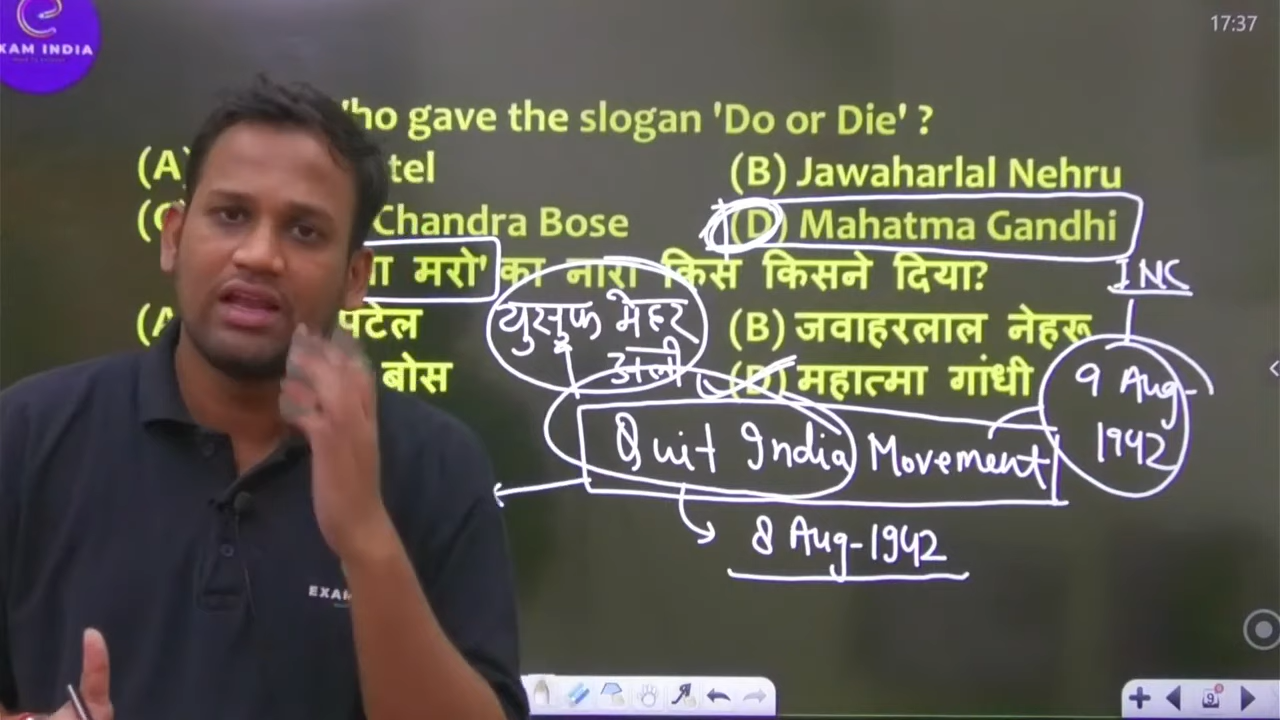 XAM INDIA
17:37
ho gave the slogan 'Do or Die' ?
(A) tel
(B) Jawaharlal Nehru
Chandra Bose
(D) Mahatma Gandhi
INC
मरो' का नारा किस किसने दिया?
पटेल
(B) जवाहरलाल नेहरू
युसुफ मेहर
अली
बोस
(D) महात्मा गांधी
9 Aug-
1942
Quit India Movement
8 Aug-1942
EXAM